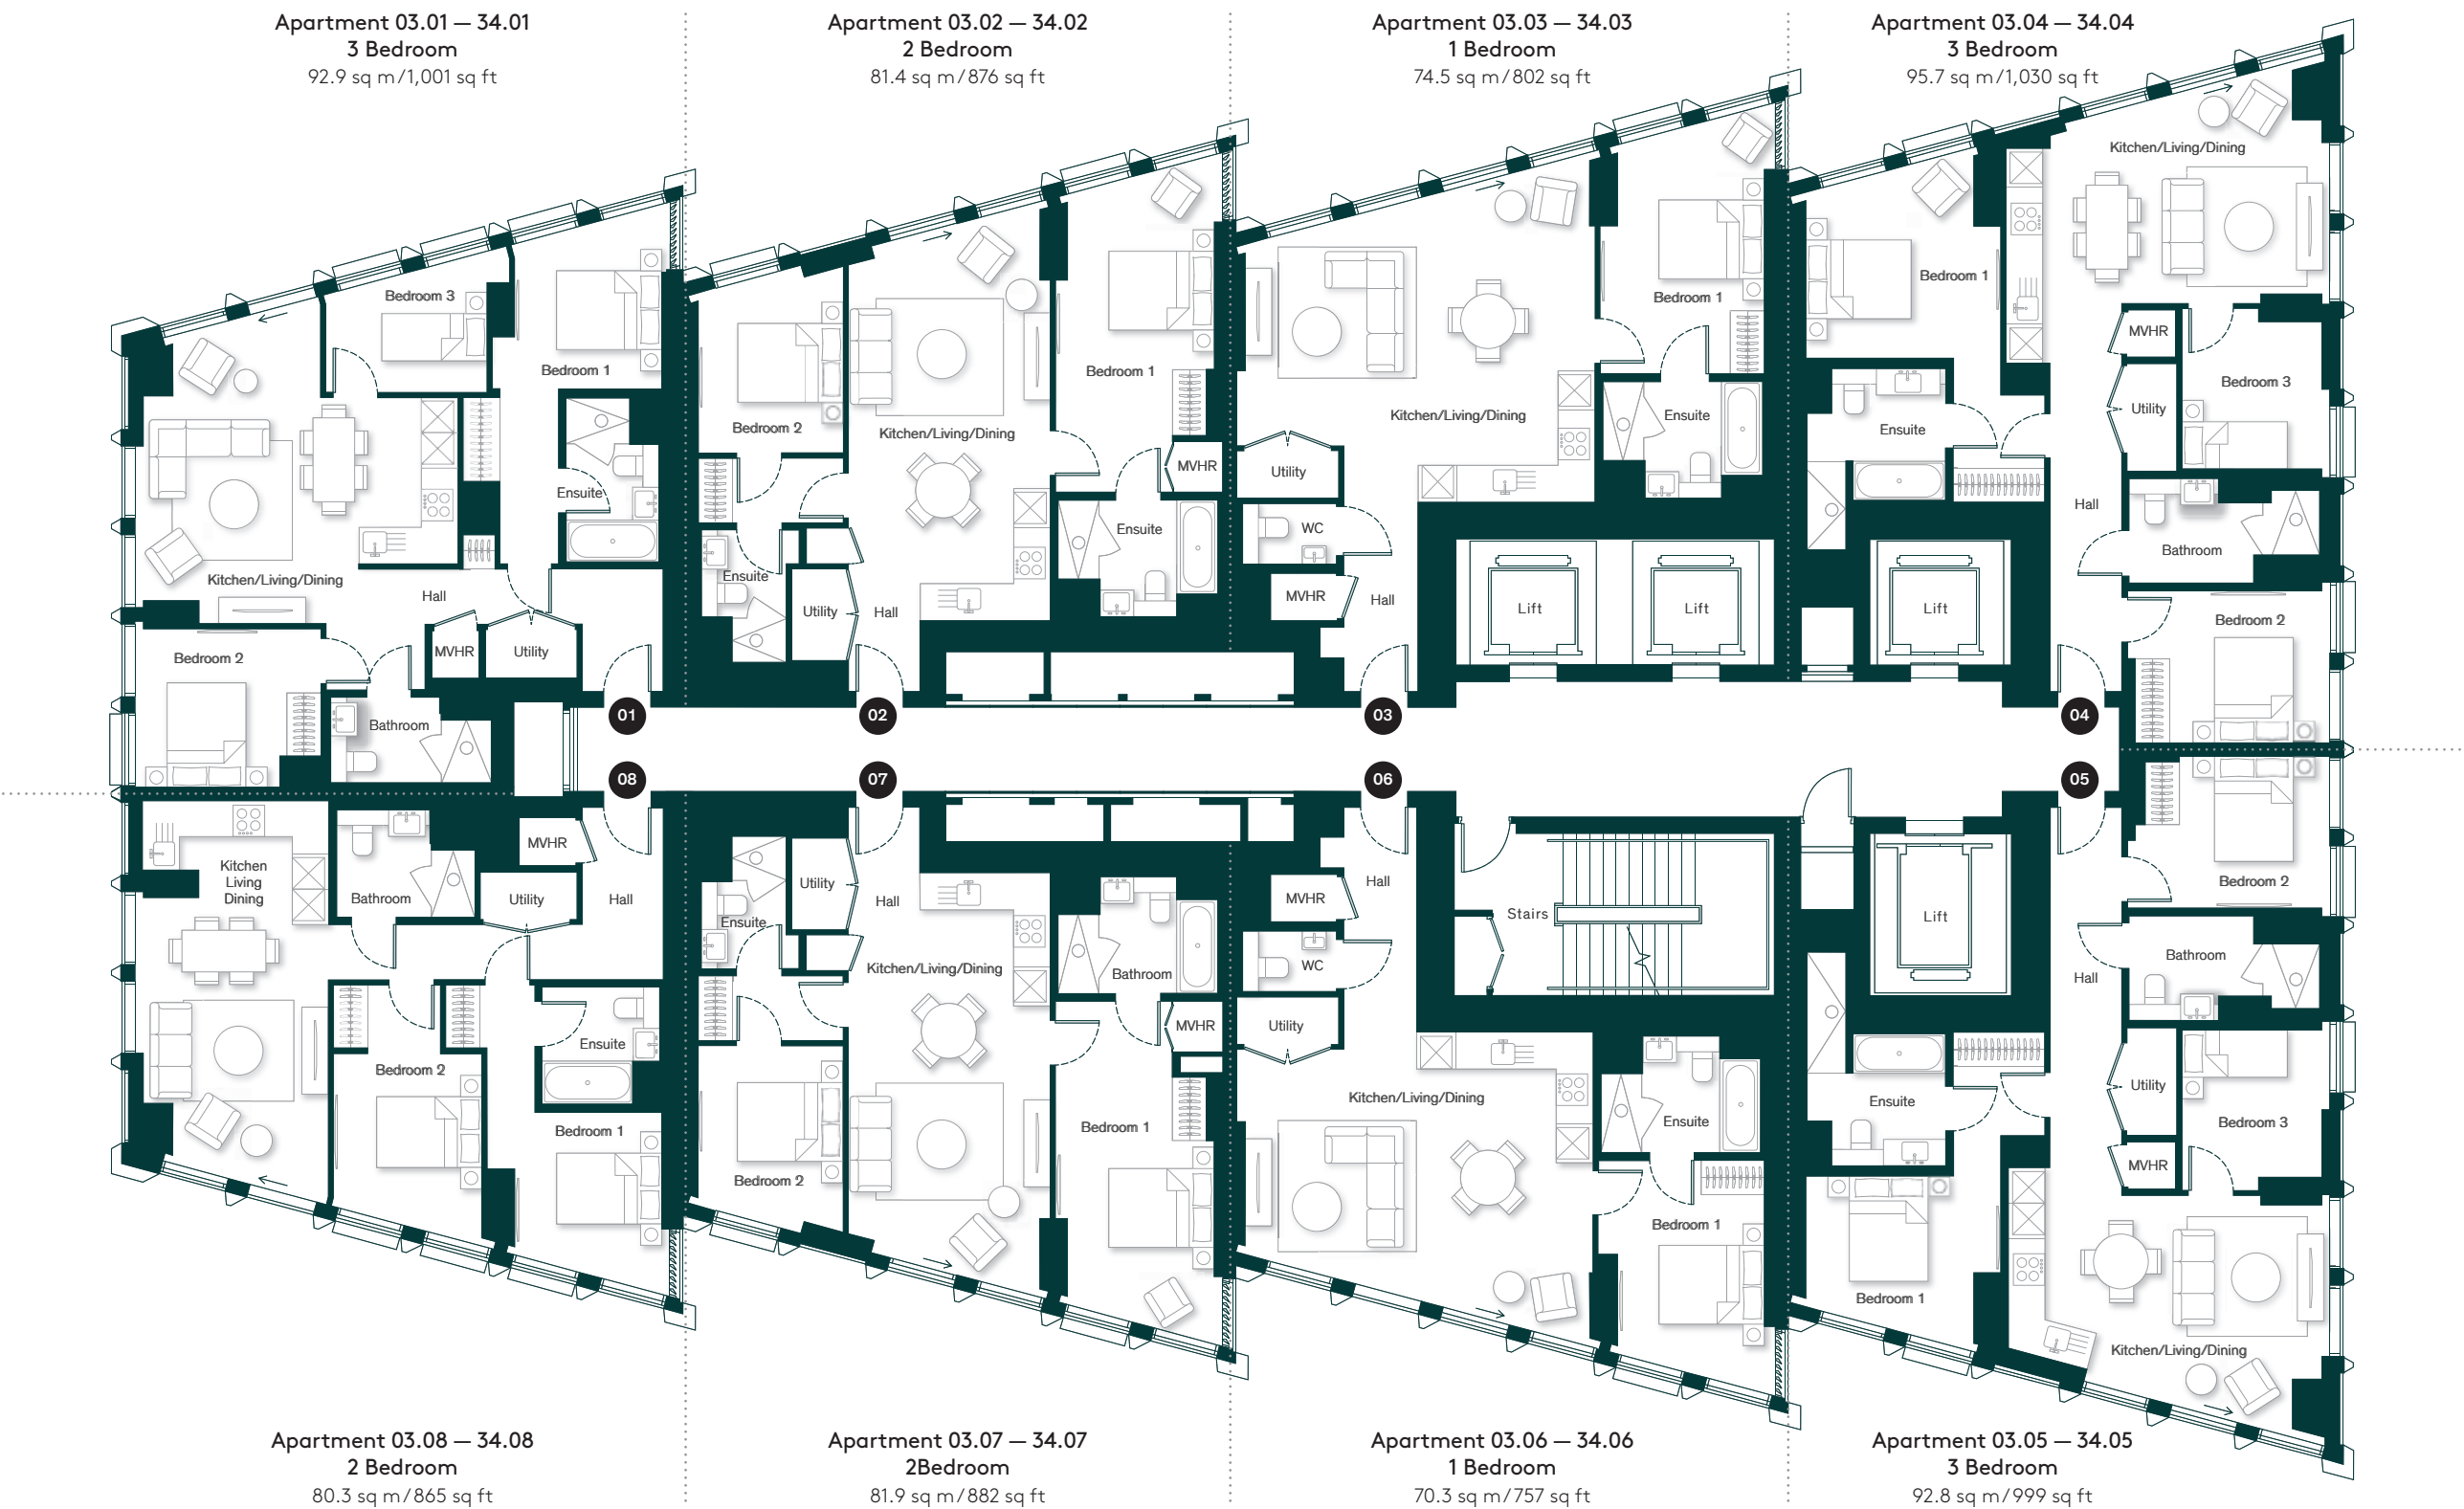 Apartment 03.01 — 34.01
3 Bedroom
92.9 sq m/1,001 sq ft
Apartment 03.02 — 34.02
2 Bedroom
81.4 sq m/876 sq ft
Apartment 03.03 — 34.03
1 Bedroom
74.5 sq m/802 sq ft
Apartment 03.04 — 34.04
3 Bedroom
95.7 sq m/1,030 sq ft
Bedroom 3
Bedroom 1
Ensuite
Kitchen/Living/Dining
Hall
MVHR
Utility
Bedroom 2
Bathroom
01
Bedroom 2
Kitchen/Living/Dining
Bedroom 1
MVHR
Ensuite
Ensuite
Utility
Hall
02
Bedroom 1
Kitchen/Living/Dining
Ensuite
Utility
WC
MVHR
Hall
03
Lift
Lift
Lift
Kitchen/Living/Dining
Bedroom 1
MVHR
Bedroom 3
Utility
Ensuite
Hall
Bathroom
Bedroom 2
04
08
MVHR
Kitchen
Living
Dining
Bathroom
Utility
Hall
Ensuite
Bedroom 2
Bedroom 1
07
Utility
Hall
Ensuite
Kitchen/Living/Dining
Bathroom
MVHR
Bedroom 1
Bedroom 2
06
Hall
MVHR
WC
Utility
Kitchen/Living/Dining
Ensuite
Bedroom 1
Stairs
Lift
05
Bedroom 2
Bathroom
Hall
Utility
Ensuite
Bedroom 3
MVHR
Bedroom 1
Kitchen/Living/Dining
Apartment 03.08 — 34.08
2 Bedroom
80.3 sq m/865 sq ft
Apartment 03.07 — 34.07
2Bedroom
81.9 sq m/882 sq ft
Apartment 03.06 — 34.06
1 Bedroom
70.3 sq m/757 sq ft
Apartment 03.05 — 34.05
3 Bedroom
92.8 sq m/999 sq ft